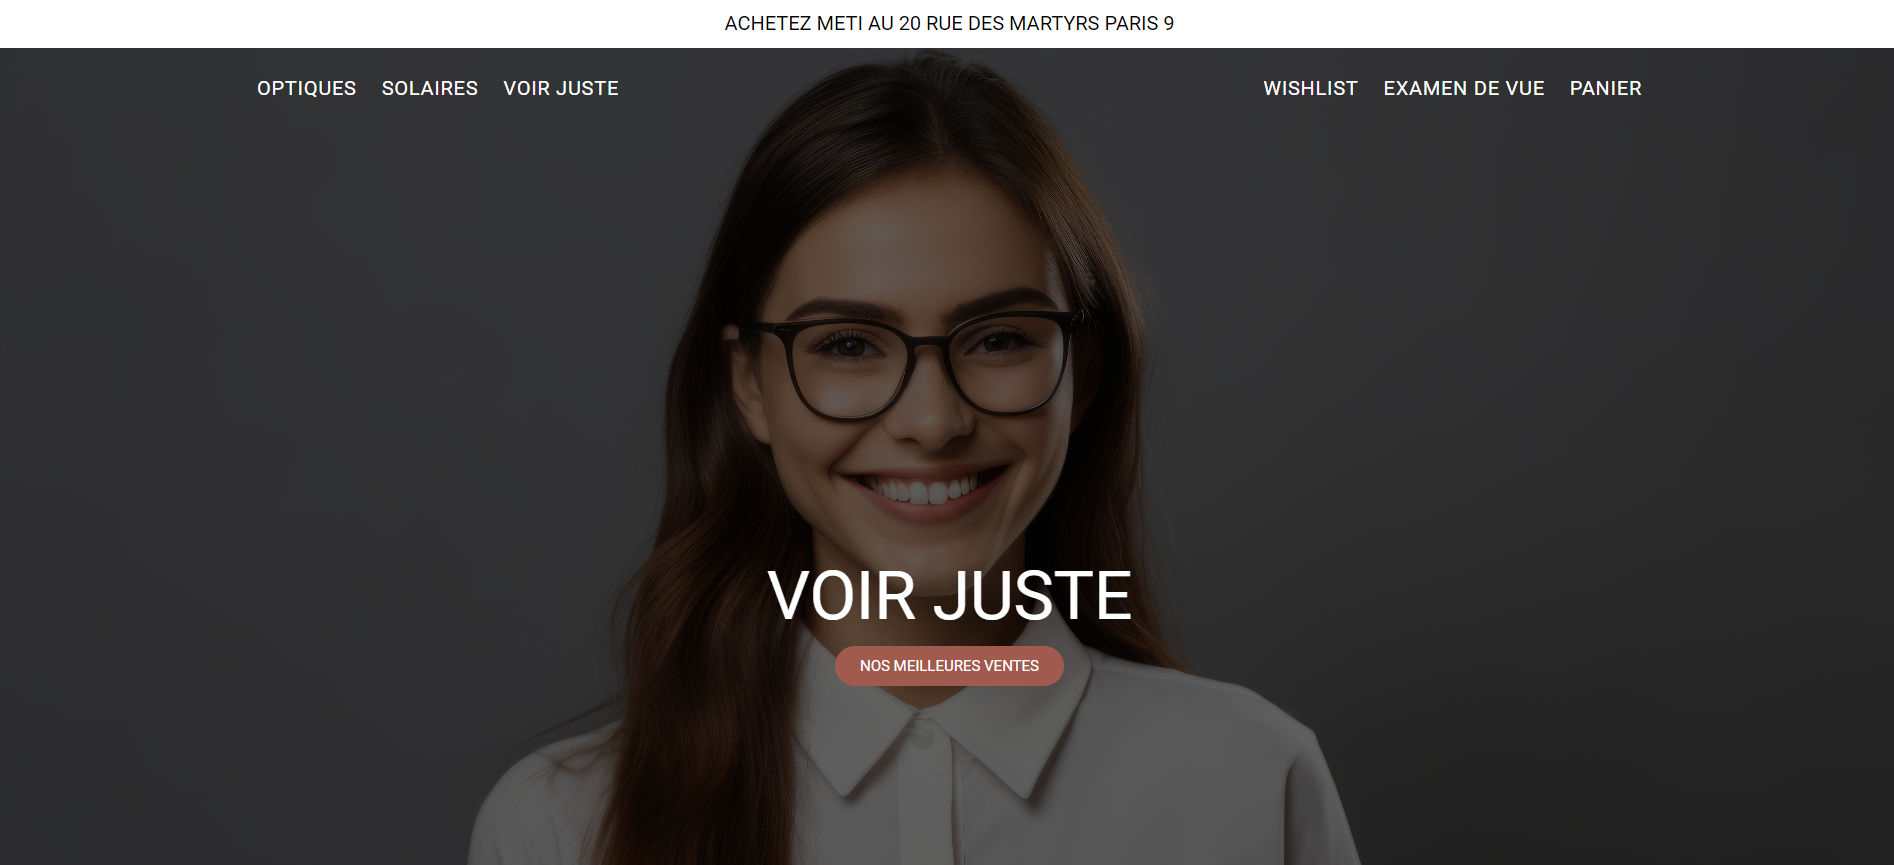 ACHETEZ METI AU 20 RUE DES MARTYRS PARIS 9
OPTIQUES SOLAIRES VOIR JUSTE WISHLIST EXAMEN DE VUE PANIER
VOIR JUSTE
NOS MEILLEURES VENTES